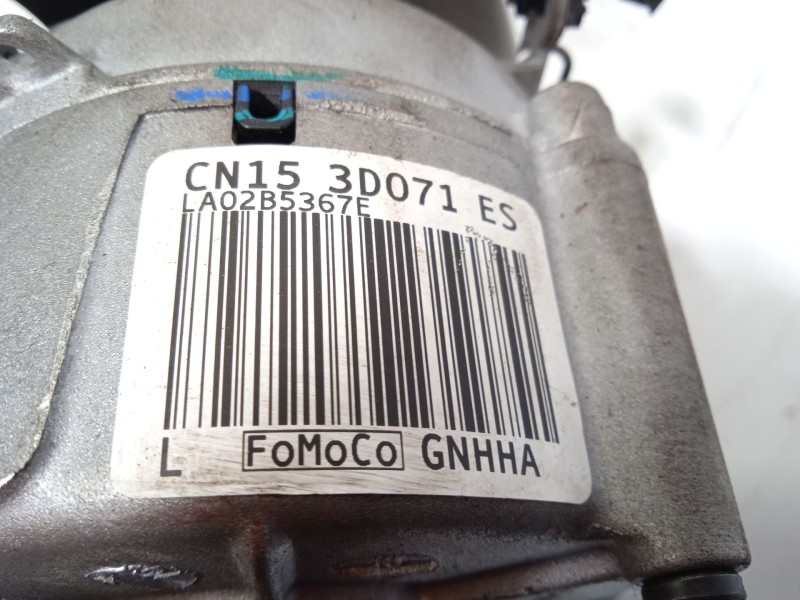 CN15 3D071 ES
LA02B5367E
L FoMoCo GNHHA